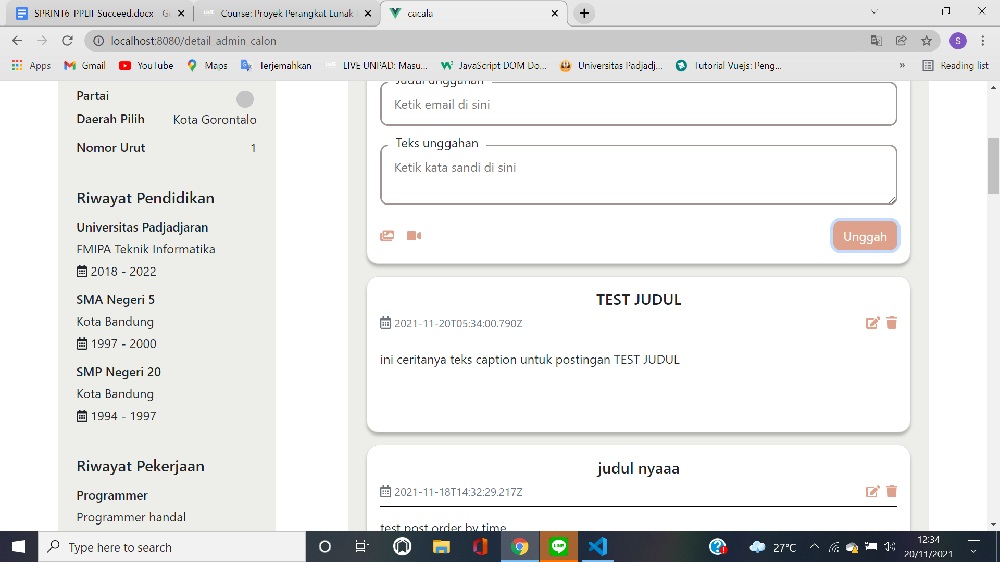 SPRINT6_PPLII_Succeed.docx - Go
LIVE Course: Proyek Perangkat Lunak
cacala
localhost:8080/detail_admin_calon
S
Apps
Gmail
YouTube
Maps
Terjemahkan
LIVE LIVE UNPAD: Masu...
JavaScript DOM Do...
Universitas Padjadj...
Tutorial Vuejs: Peng...
»
Reading list
Partai
Daerah Pilih Kota Gorontalo
Nomor Urut 1
Riwayat Pendidikan
Universitas Padjadjaran
FMIPA Teknik Informatika
2018 - 2022
SMA Negeri 5
Kota Bandung
1997 - 2000
SMP Negeri 20
Kota Bandung
1994 - 1997
Riwayat Pekerjaan
Programmer
Programmer handal
Judul unggahan
Ketik email di sini
Teks unggahan
Ketik kata sandi di sini
Unggah
TEST JUDUL
2021-11-20T05:34:00.790Z
ini ceritanya teks caption untuk postingan TEST JUDUL
judul nyaaa
2021-11-18T14:32:29.217Z
test post order by time
Type here to search
LINE
27°C
12:34
20/11/2021